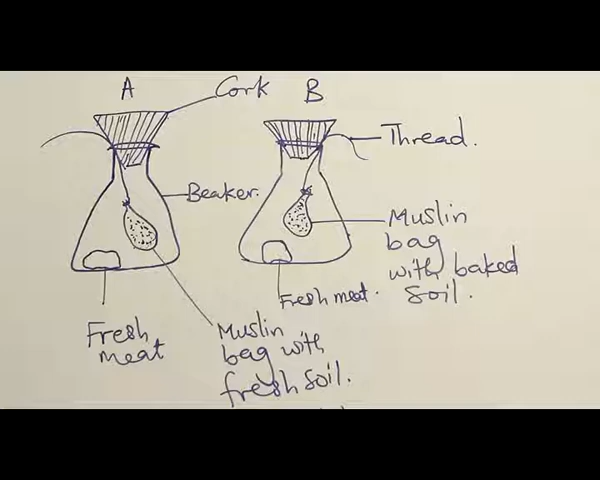 A
Cork
B
Thread.
Beaker.
Muslin
bag
with baked
soil.
Fresh meat.
Fresh
meat
Muslin
bag with
fresh soil.